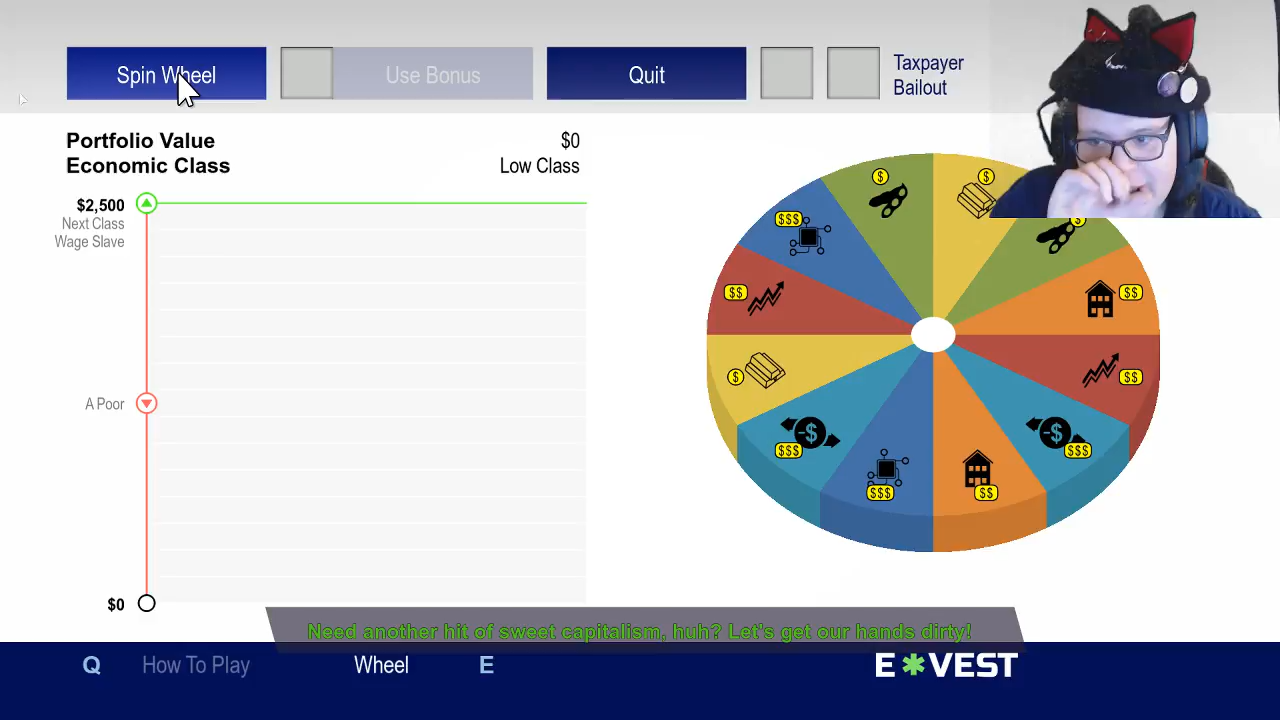 Spin Wheel
Use Bonus
Quit
Taxpayer
Bailout
Portfolio Value $0
Economic Class Low Class
$2,500
Next Class
Wage Slave
A Poor
$0
$
$
$$$
$
$$
$$
$
$$
-$
$$$
-$
$$$
$$$
$$
Need another hit of sweet capitalism, huh? Let's get our hands dirty!
Q How To Play Wheel E
E*VEST